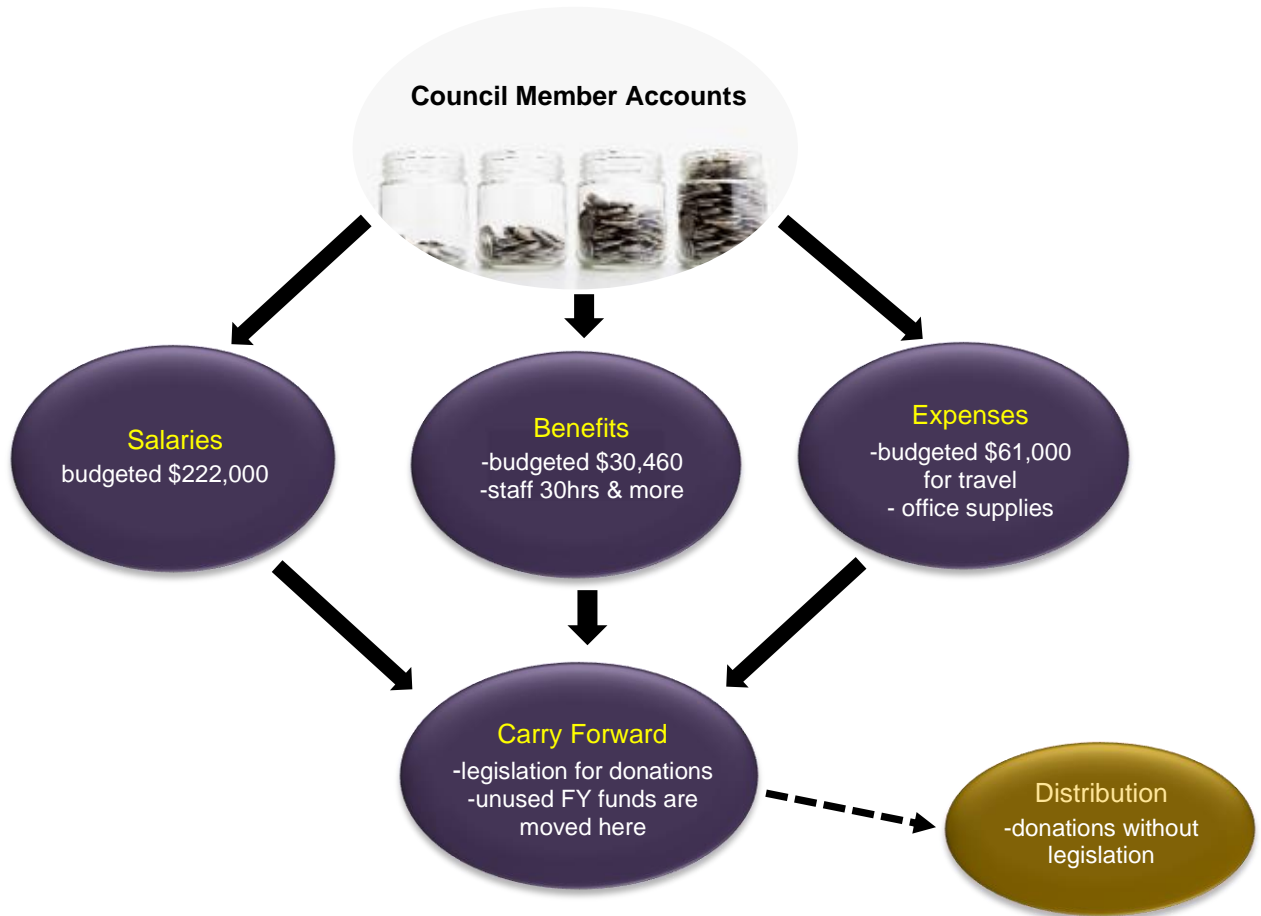 Council Member Accounts
Salaries
budgeted $222,000
Benefits
-budgeted $30,460
-staff 30hrs & more
Expenses
-budgeted $61,000
for travel
- office supplies
Carry Forward
-legislation for donations
-unused FY funds are
moved here
Distribution
-donations without
legislation